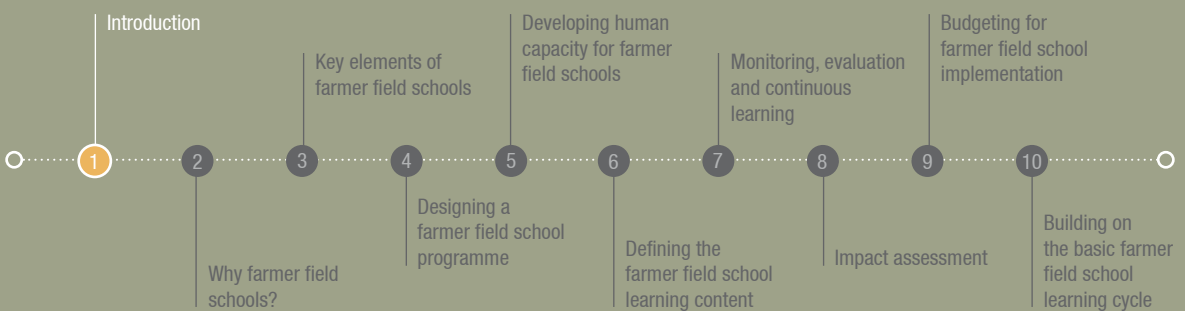 Introduction
Key elements of
farmer field schools
Developing human
capacity for farmer
field schools
Monitoring, evaluation
and continuous
learning
Budgeting for
farmer field school
implementation
1
2
3
4
5
6
7
8
9
10
Why farmer field
schools?
Designing a
farmer field school
programme
Defining the
farmer field school
learning content
Impact assessment
Building on
the basic farmer
field school
learning cycle